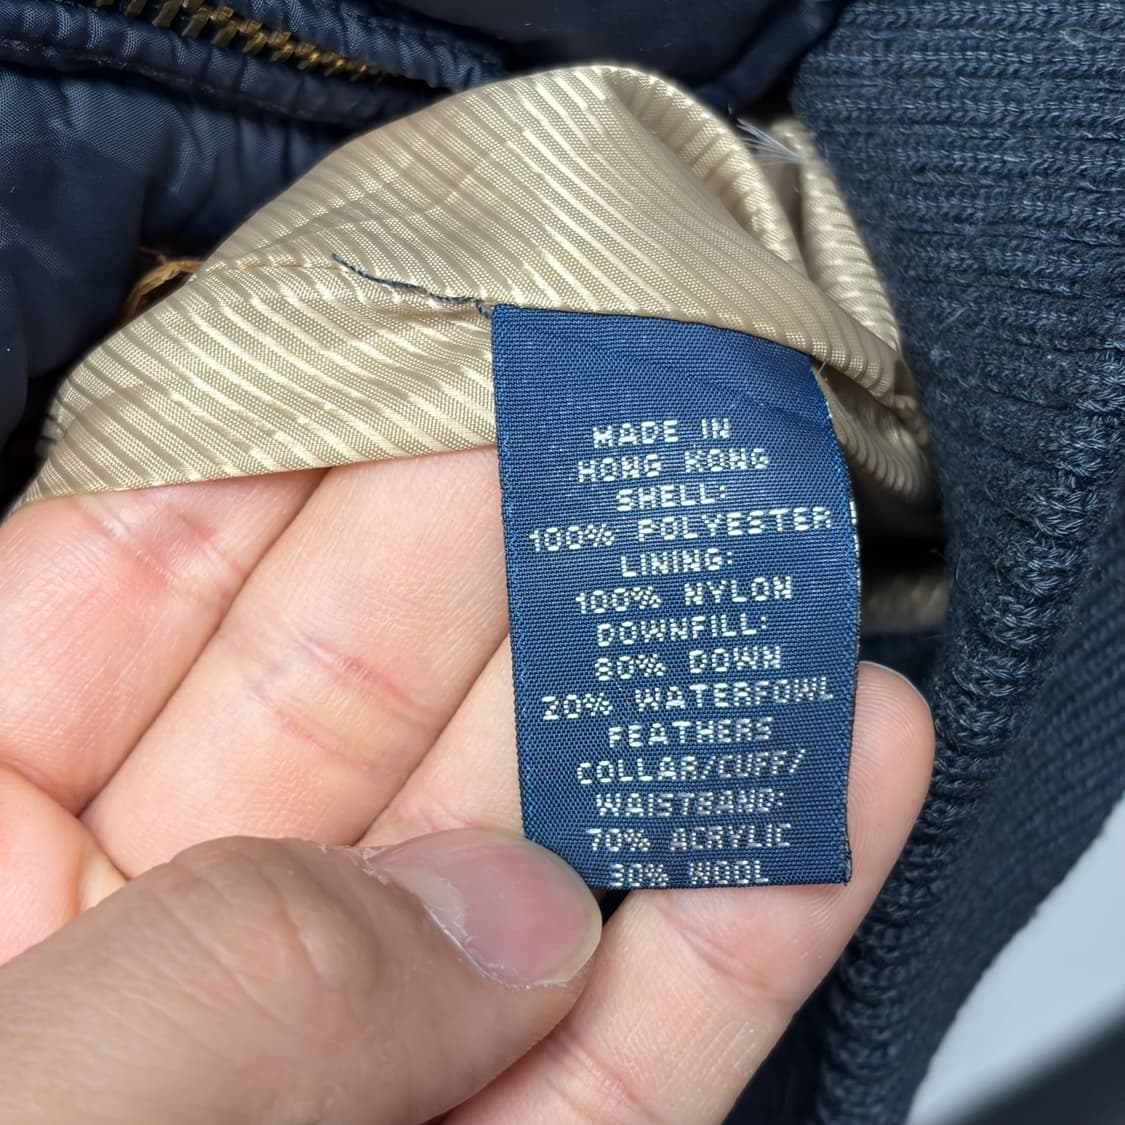 MADE IN
HONG KONG
SHELL:
100% POLYESTER
LINING:
100% NYLON
DOWNFILL:
80% DOWN
20% WATERFOWL
FEATHERS
COLLAR/CUFF/
WAISTBAND:
70% ACRYLIC
30% WOOL